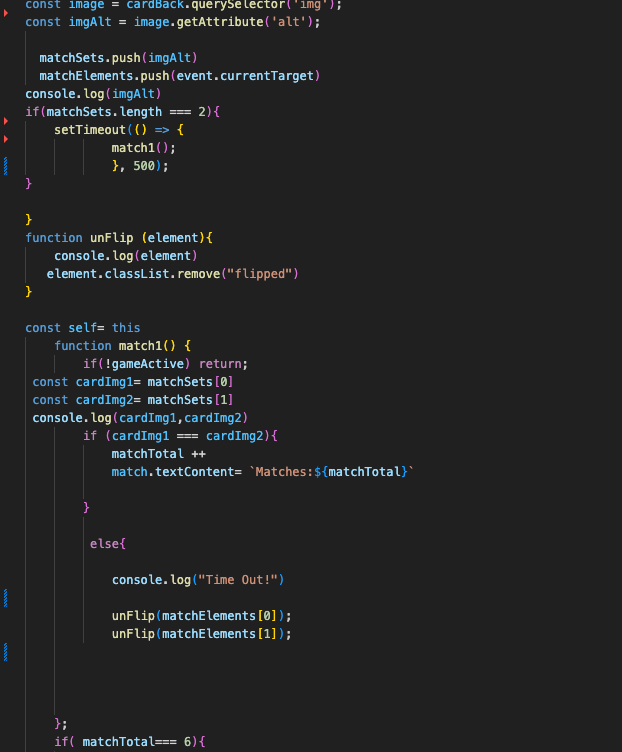 const image = cardBack.querySelector('img');
const imgAlt = image.getAttribute('alt');
matchSets.push(imgAlt)
matchElements.push(event.currentTarget)
console.log(imgAlt)
if(matchSets.length === 2){
setTimeout(() => {
match1();
}, 500);
}
}
function unFlip (element){
console.log(element)
element.classList.remove("flipped")
}
const self= this
function match1() {
if(!gameActive) return;
const cardImg1= matchSets[0]
const cardImg2= matchSets[1]
console.log(cardImg1,cardImg2)
if (cardImg1 === cardImg2){
matchTotal ++
match.textContent= `Matches:${matchTotal}`
}
else{
console.log("Time Out!")
unFlip(matchElements[0]);
unFlip(matchElements[1]);
};
if( matchTotal=== 6){